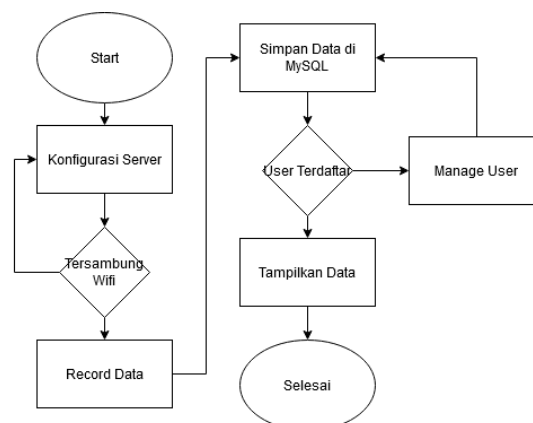 Start
Konfigurasi Server
Tersambung
Wifi
Record Data
Simpan Data di
MySQL
User Terdaftar
Manage User
Tampilkan Data
Selesai